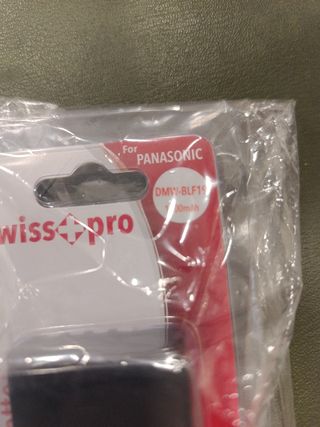 For
PANASONIC
DMW-BLF19
wiss pro